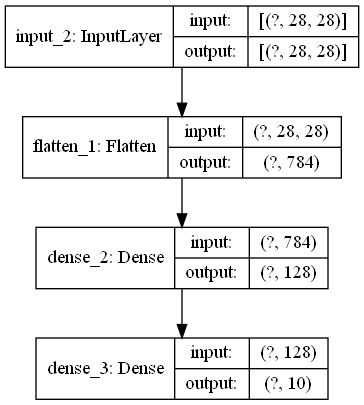 input_2: InputLayer
input: [(?, 28, 28)]
output: [(?, 28, 28)]
flatten_1: Flatten
input: (?, 28, 28)
output: (?, 784)
dense_2: Dense
input: (?, 784)
output: (?, 128)
dense_3: Dense
input: (?, 128)
output: (?, 10)